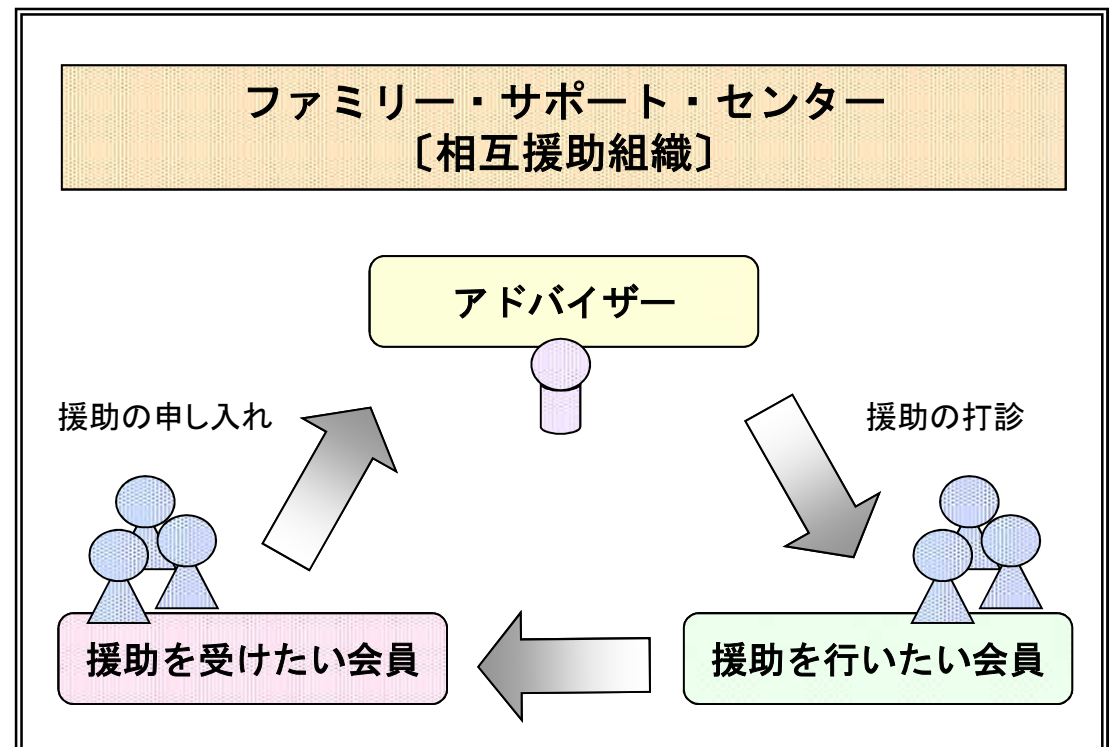 ファミリー・サポート・センター
〔相互援助組織〕
アドバイザー
援助の申し入れ
援助の打診
援助を受けたい会員
援助を行いたい会員